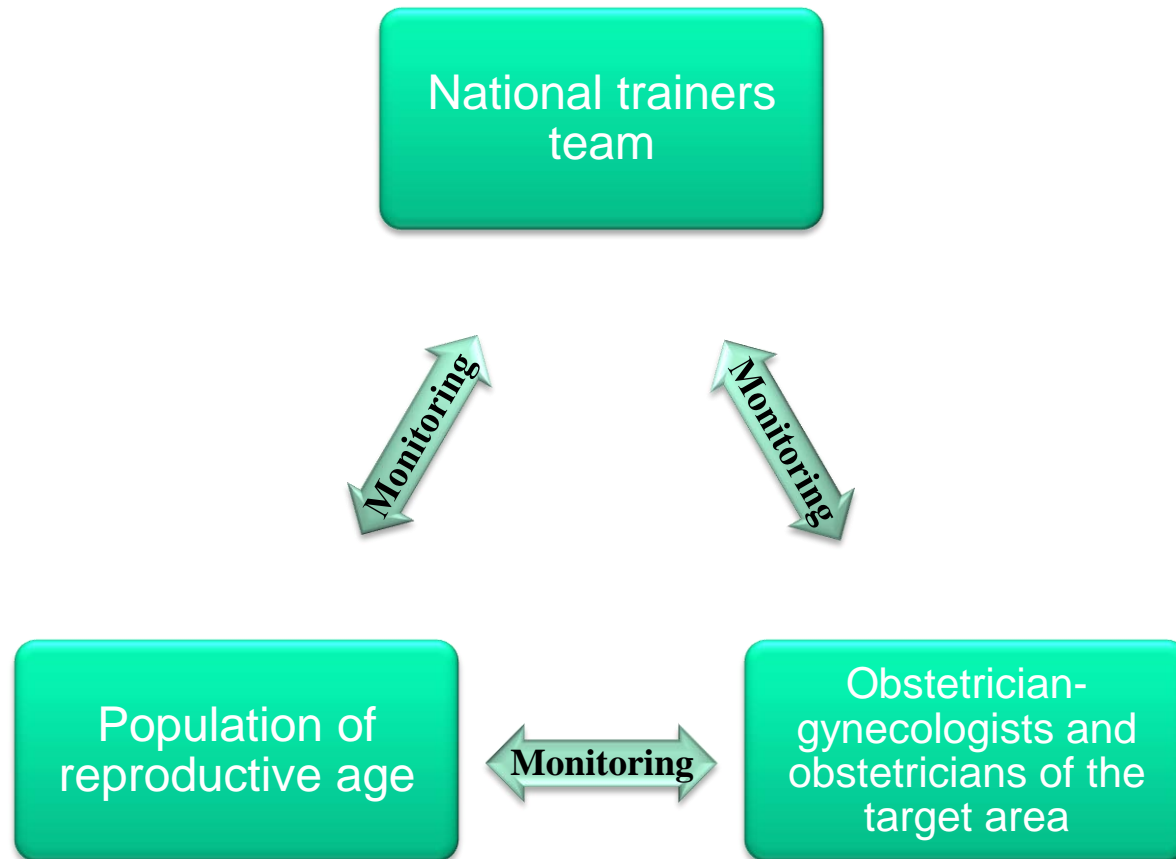 National trainers
team
Monitoring
Monitoring
Population of
reproductive age
Monitoring
Obstetrician-
gynecologists and
obstetricians of the
target area